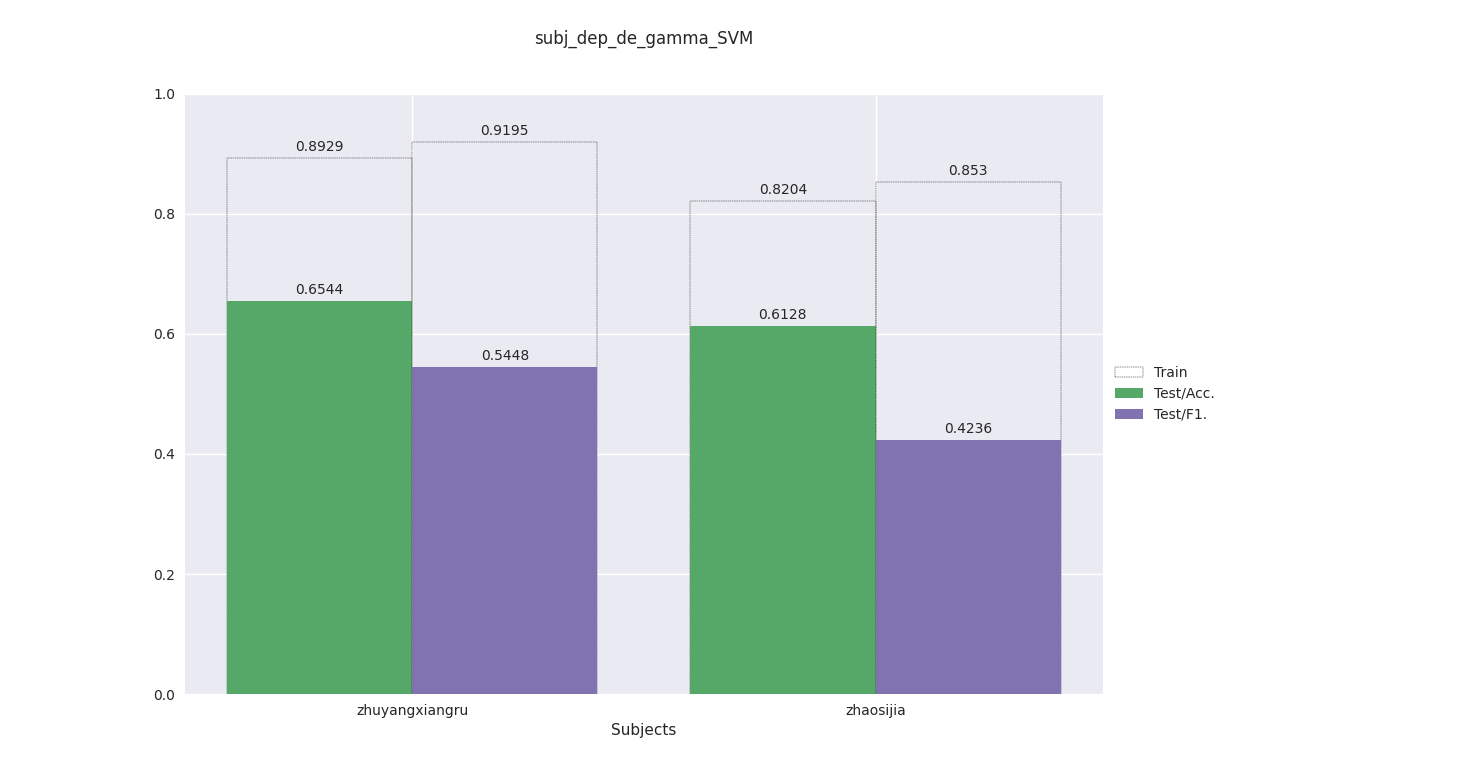 subj_dep_de_gamma_SVM
1.0
0.9195
0.8929
0.853
0.8204
0.8
0.6544
0.6128
0.6
0.5448
Train
Test/Acc.
Test/F1.
0.4236
0.4
0.2
0.0
zhuyangxiangru zhaosijia
Subjects